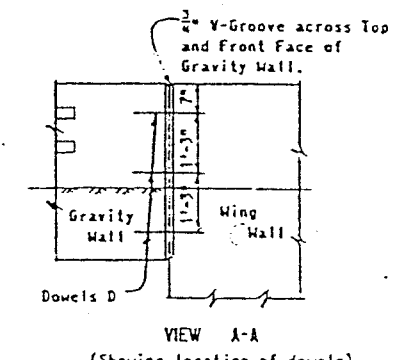 3/4" V-Groove across Top
and Front Face of
Gravity Wall.
7"
1'-3"
1'-3"
Gravity
Wall
Wing
Wall
Dowels D
VIEW A-A
(Showing location of dowels)